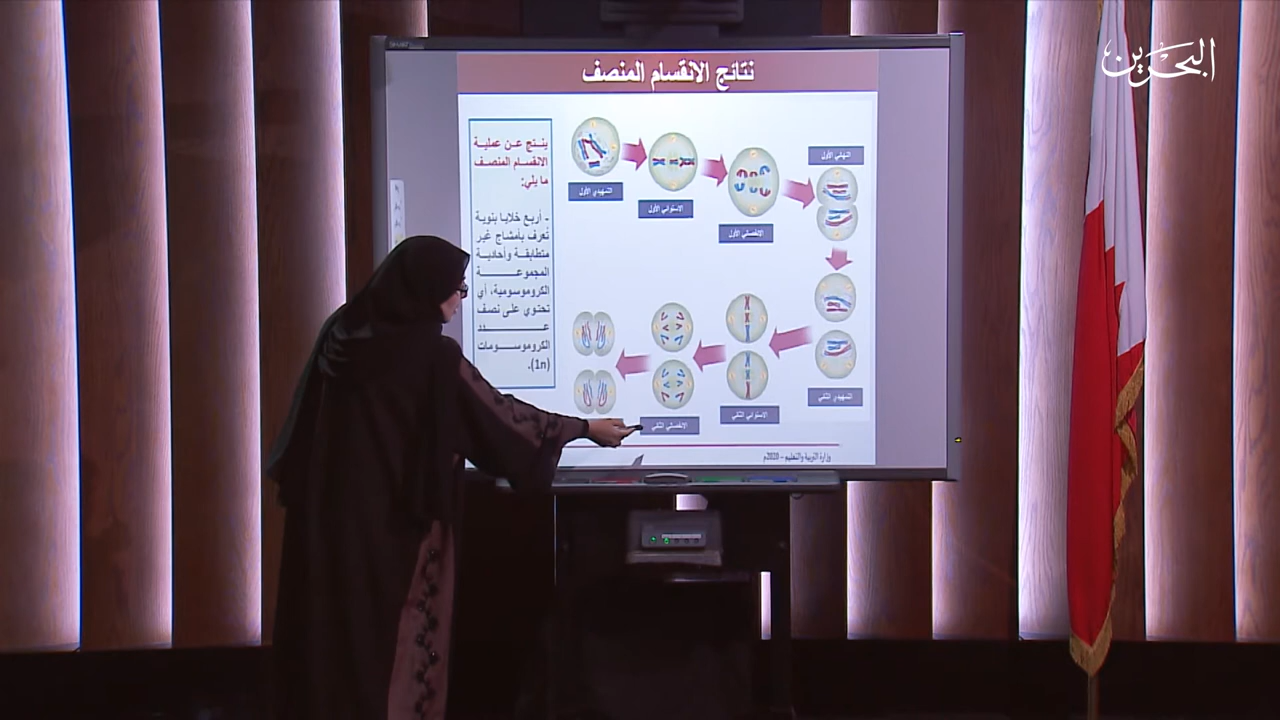 البحرين
نتائج الانقسام المنصف
ينتج عن عملية
الانقسام المنصف
ما يلي:
- أربع خلايا بنوية
تُعرف بأمشاج غير
متطابقة وأحادية
المجموعة
الكروموسومية، أي
تحتوي على نصف
عدد
الكروموسومات
(1n).
التمهيدي الأول
الاستوائي الأول
الانفصالي الأول
النهائي الأول
التمهيدي الثاني
الاستوائي الثاني
الانفصالي الثاني
وزارة التربية والتعليم - 2020م